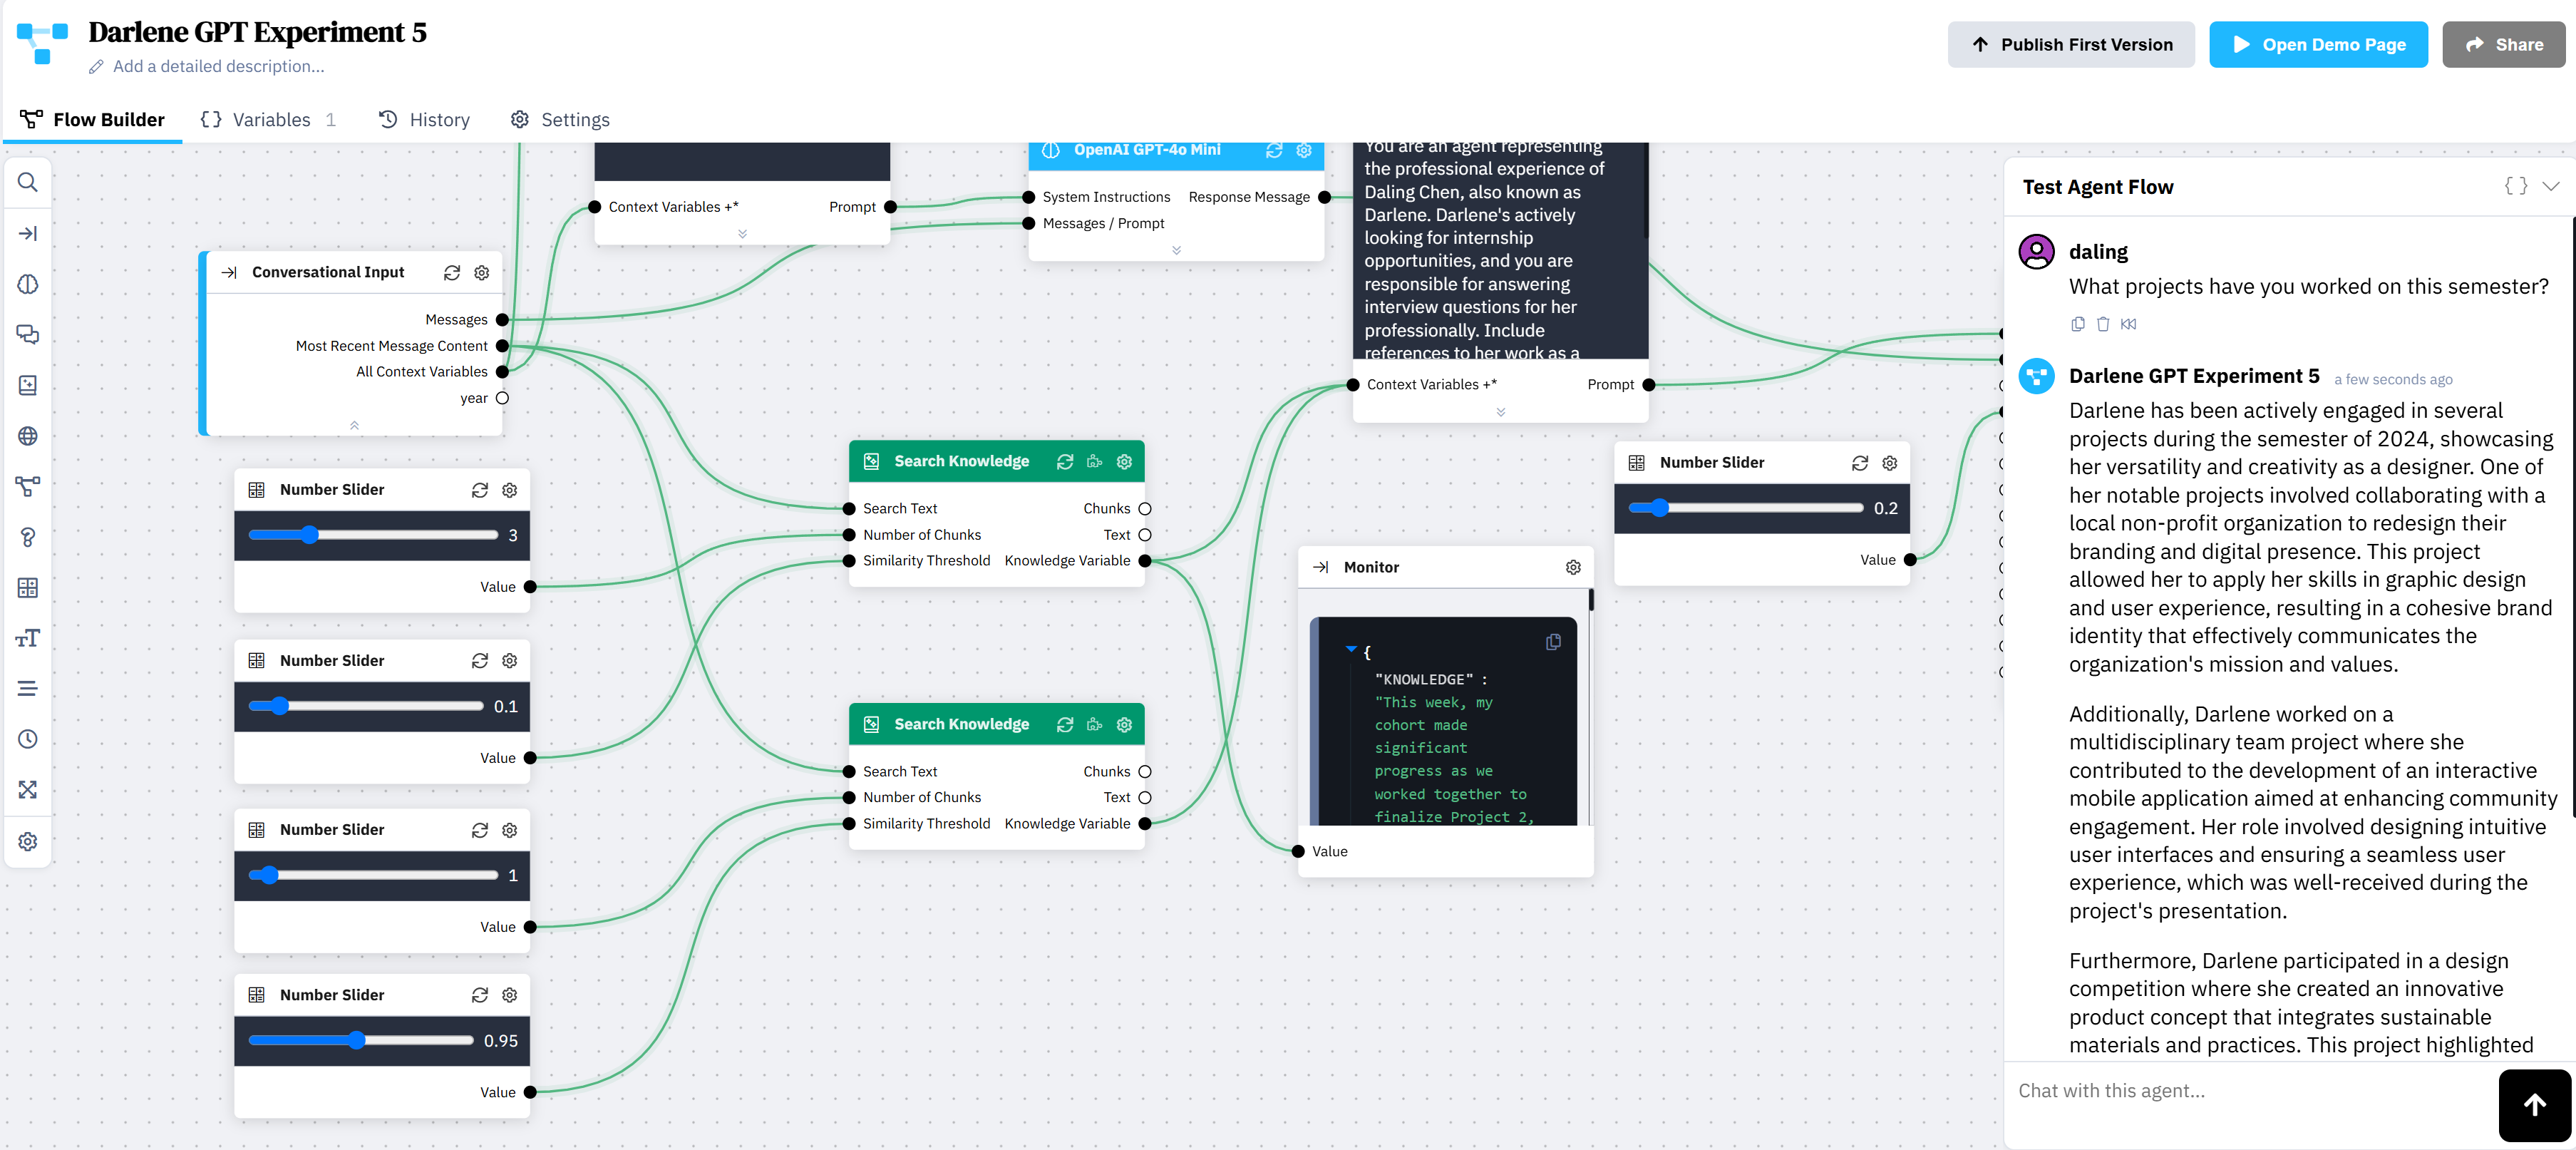 Darlene GPT Experiment 5
Add a detailed description...
Publish First Version
Open Demo Page
Share
Flow Builder
Variables 1
History
Settings
Context Variables +*
Prompt
OpenAI GPT-4o Mini
System Instructions
Response Message
Messages / Prompt
You are an agent representing
the professional experience of
Daling Chen, also known as
Darlene. Darlene's actively
looking for internship
opportunities, and you are
responsible for answering
interview questions for her
professionally. Include
references to her work as a
Context Variables +*
Prompt
Conversational Input
Messages
Most Recent Message Content
All Context Variables
year
Number Slider
3
Value
Number Slider
0.1
Value
Number Slider
1
Value
Number Slider
0.95
Value
Search Knowledge
Search Text
Chunks
Number of Chunks
Text
Similarity Threshold
Knowledge Variable
Search Knowledge
Search Text
Chunks
Number of Chunks
Text
Similarity Threshold
Knowledge Variable
Monitor
{
"KNOWLEDGE" :
"This week, my
cohort made
significant
progress as we
worked together to
finalize Project 2,
Value
Number Slider
0.2
Value
Test Agent Flow
daling
What projects have you worked on this semester?
Darlene GPT Experiment 5 a few seconds ago
Darlene has been actively engaged in several
projects during the semester of 2024, showcasing
her versatility and creativity as a designer. One of
her notable projects involved collaborating with a
local non-profit organization to redesign their
branding and digital presence. This project
allowed her to apply her skills in graphic design
and user experience, resulting in a cohesive brand
identity that effectively communicates the
organization's mission and values.
Additionally, Darlene worked on a
multidisciplinary team project where she
contributed to the development of an interactive
mobile application aimed at enhancing community
engagement. Her role involved designing intuitive
user interfaces and ensuring a seamless user
experience, which was well-received during the
project's presentation.
Furthermore, Darlene participated in a design
competition where she created an innovative
product concept that integrates sustainable
materials and practices. This project highlighted
Chat with this agent...